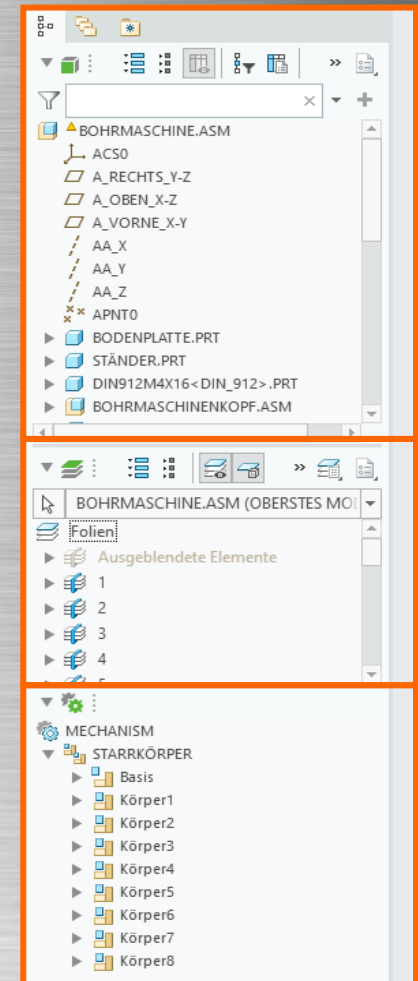 BOHRMASCHINE.ASM
ACS0
A_RECHTS_Y-Z
A_OBEN_X-Z
A_VORNE_X-Y
AA_X
AA_Y
AA_Z
APNT0
BODENPLATTE.PRT
STÄNDER.PRT
DIN912M4X16<DIN_912>.PRT
BOHRMASCHINENKOPF.ASM
BOHRMASCHINE.ASM (OBERSTES MO
Folien
Ausgeblendete Elemente
1
2
3
4
MECHANISM
STARRKÖRPER
Basis
Körper1
Körper2
Körper3
Körper4
Körper5
Körper6
Körper7
Körper8